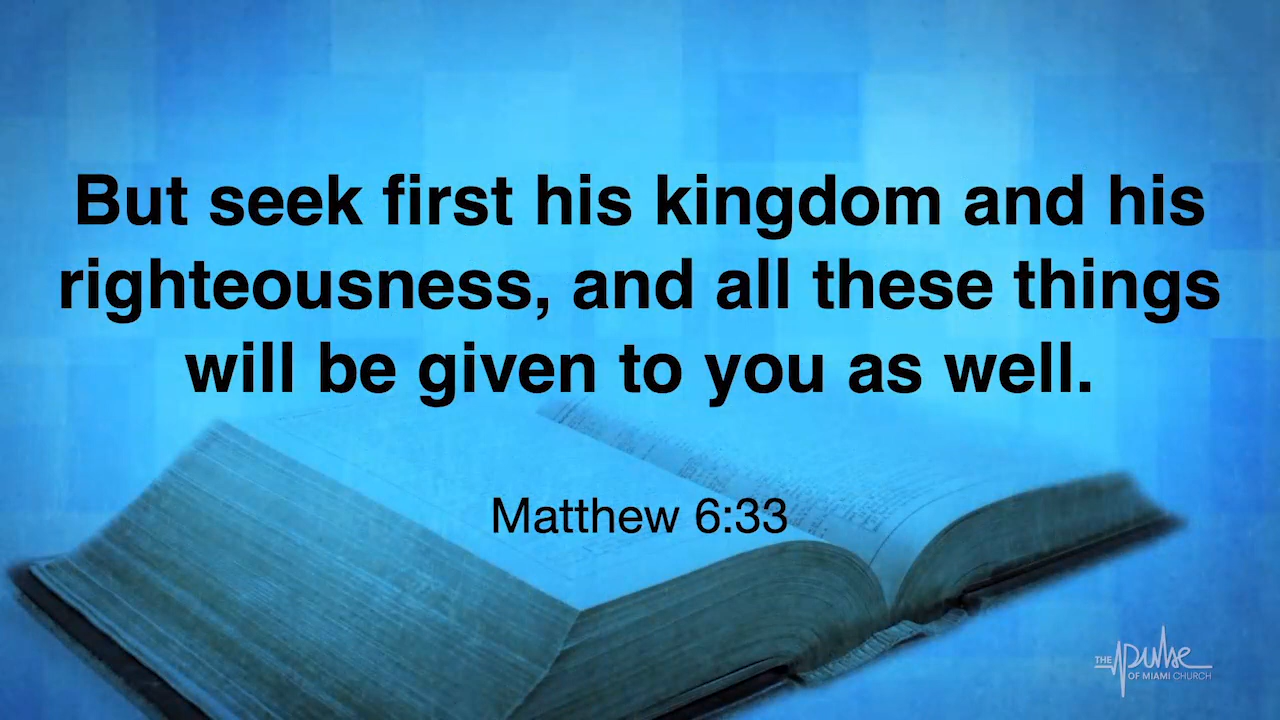 But seek first his kingdom and his
righteousness, and all these things
will be given to you as well.
Matthew 6:33
THE pulse
OF MIAMI CHURCH